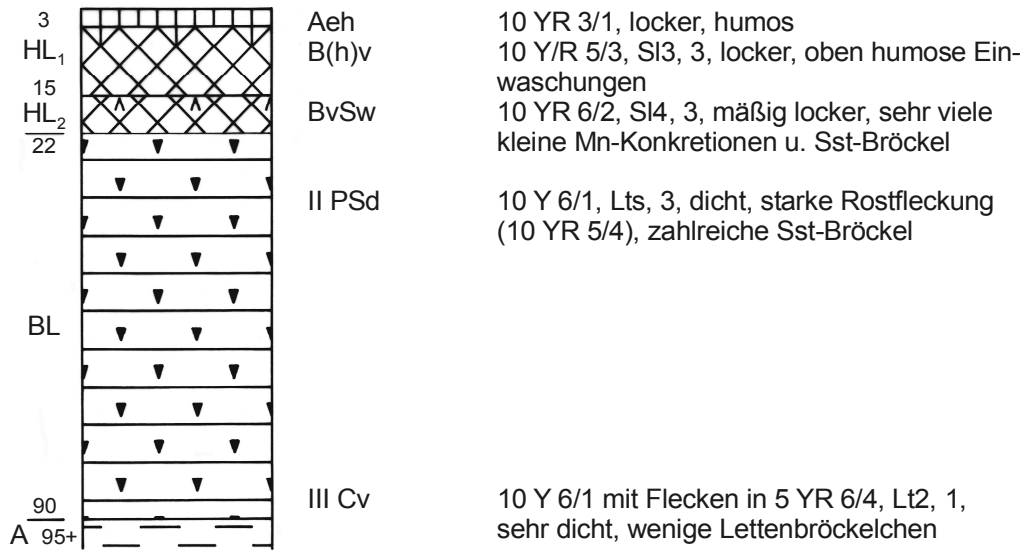 3 Aeh 10 YR 3/1, locker, humos
HL1 B(h)v 10 Y/R 5/3, Sl3, 3, locker, oben humose Ein-
waschungen
15
HL2 BvSw 10 YR 6/2, Sl4, 3, mäßig locker, sehr viele
22 kleine Mn-Konkretionen u. Sst-Bröckel
II PSd 10 Y 6/1, Lts, 3, dicht, starke Rostfleckung
(10 YR 5/4), zahlreiche Sst-Bröckel
BL
90 III Cv 10 Y 6/1 mit Flecken in 5 YR 6/4, Lt2, 1,
A 95+ sehr dicht, wenige Lettenbröckelchen